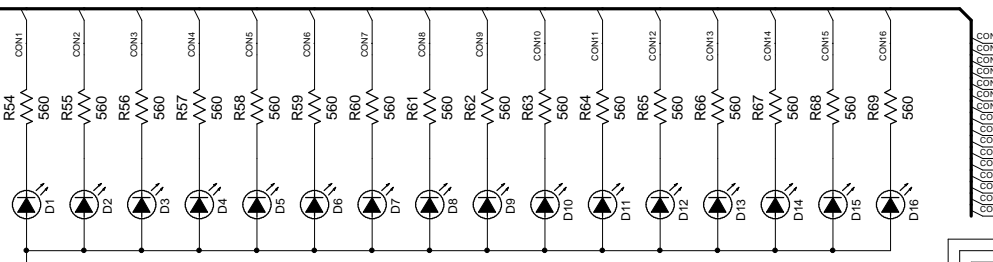 CON1
CON2
CON3
CON4
CON5
CON6
CON7
CON8
CON9
CON10
CON11
CON12
CON13
CON14
CON15
CON16
R54 560
R55 560
R56 560
R57 560
R58 560
R59 560
R60 560
R61 560
R62 560
R63 560
R64 560
R65 560
R66 560
R67 560
R68 560
R69 560
D1
D2
D3
D4
D5
D6
D7
D8
D9
D10
D11
D12
D13
D14
D15
D16